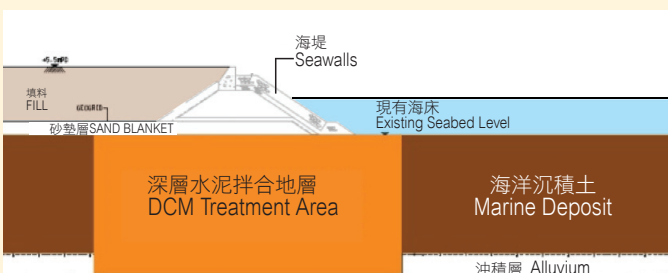 海堤
Seawalls
+5.5mPD
填料
FILL
GEOGRID
砂墊層SAND BLANKET
現有海床
Existing Seabed Level
深層水泥拌合地層
DCM Treatment Area
海洋沉積土
Marine Deposit
沖積層 Alluvium